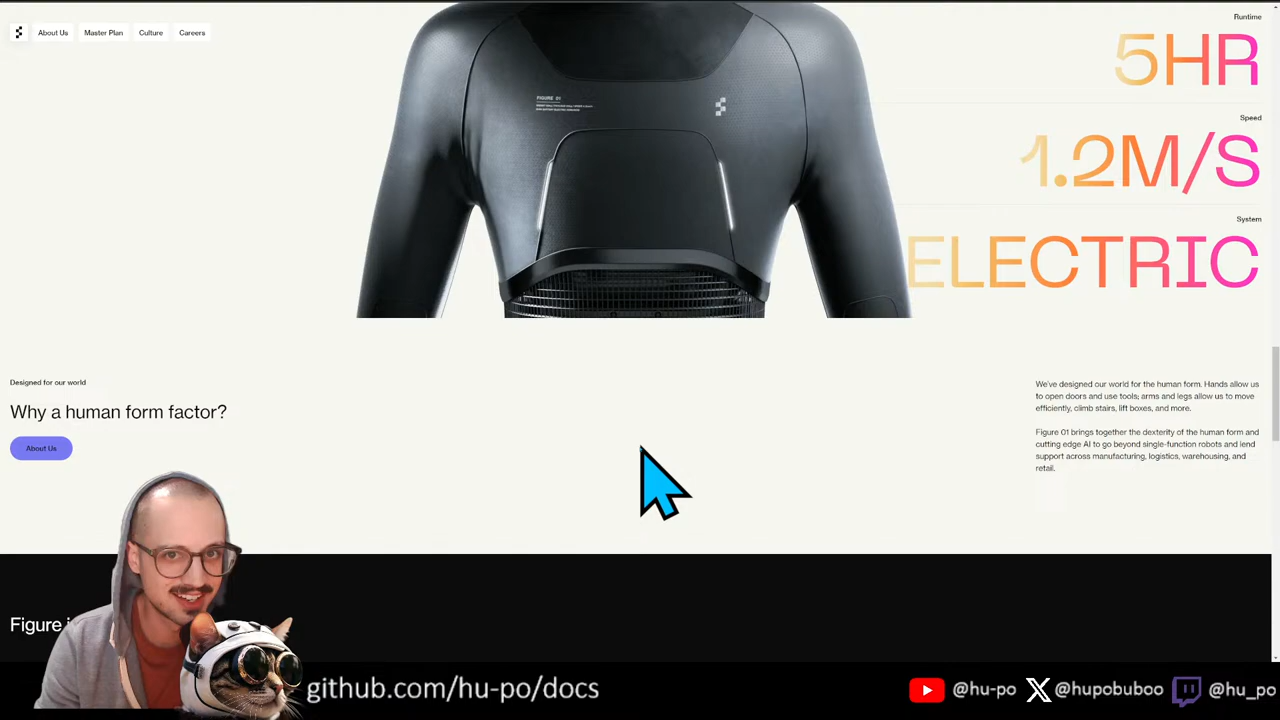 About Us
Master Plan
Culture
Careers
FIGURE 01
Runtime
5HR
Speed
1.2M/S
System
ELECTRIC
Designed for our world
Why a human form factor?
About Us
We've designed our world for the human form. Hands allow us
to open doors and use tools; arms and legs allow us to move
efficiently, climb stairs, lift boxes, and more.
Figure 01 brings together the dexterity of the human form and
cutting edge AI to go beyond single-function robots and lend
support across manufacturing, logistics, warehousing, and
retail.
Figure
github.com/hu-po/docs
@hu-po
@hupobuboo
@hu_po